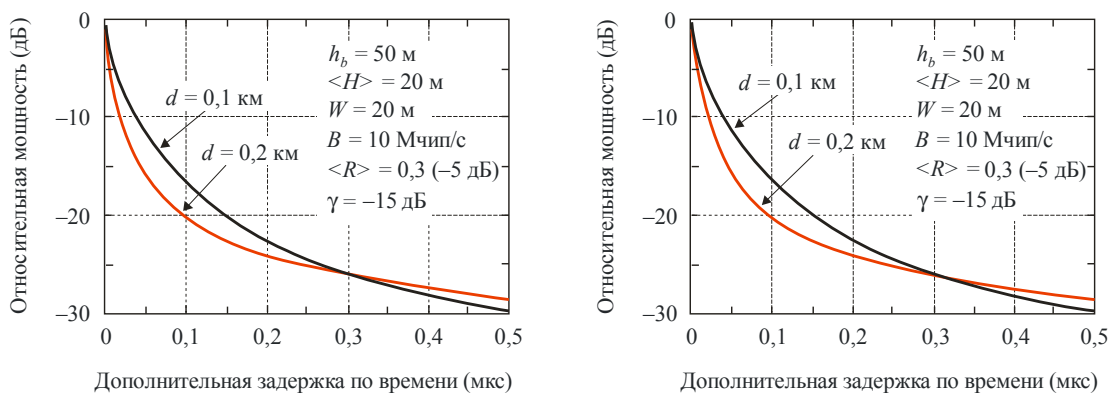 Относительная мощность (дБ)
0
–10
–20
–30
h_b = 50 м
<H> = 20 м
W = 20 м
B = 10 Мчип/с
<R> = 0,3 (–5 дБ)
γ = –15 дБ
d = 0,1 км
d = 0,2 км
0 0,1 0,2 0,3 0,4 0,5
Дополнительная задержка по времени (мкс)
Относительная мощность (дБ)
0
–10
–20
–30
h_b = 50 м
<H> = 20 м
W = 20 м
B = 10 Мчип/с
<R> = 0,3 (–5 дБ)
γ = –15 дБ
d = 0,1 км
d = 0,2 км
0 0,1 0,2 0,3 0,4 0,5
Дополнительная задержка по времени (мкс)